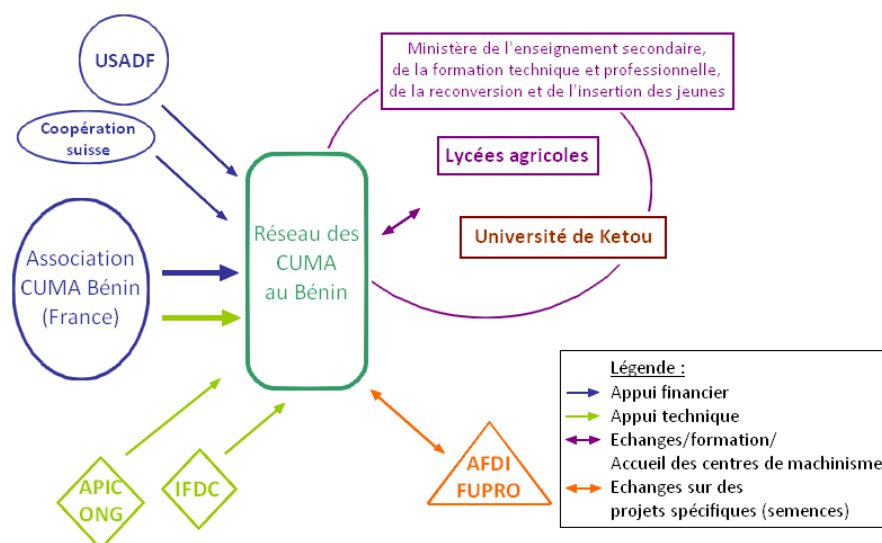 USADF
Coopération
suisse
Association
CUMA Bénin
(France)
Réseau des
CUMA
au Bénin
Ministère de l'enseignement secondaire,
de la formation technique et professionnelle,
de la reconversion et de l'insertion des jeunes
Lycées agricoles
Université de Ketou
APIC
ONG
IFDC
AFDI
FUPRO
Légende :
Appui financier
Appui technique
Echanges/formation/
Accueil des centres de machinisme
Echanges sur des
projets spécifiques (semences)